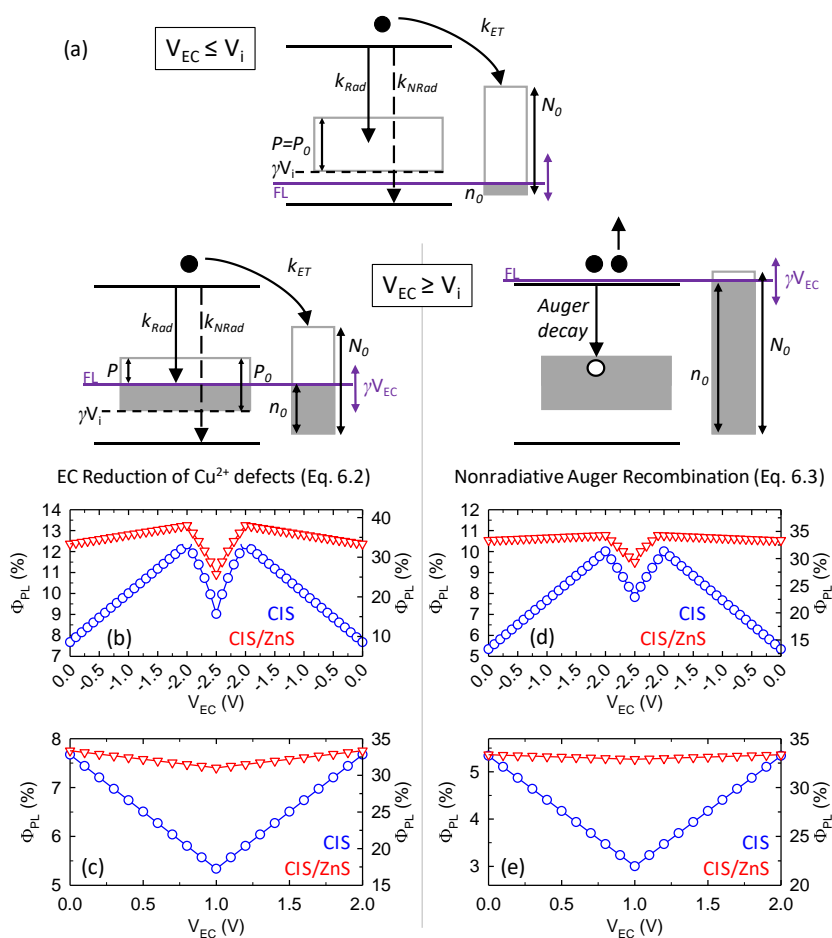 (a)
V_EC ≤ V_i
k_ET
k_Rad
k_NRad
N_0
P=P_0
γV_i
FL
n_0
V_EC ≥ V_i
k_ET
k_Rad
k_NRad
N_0
P
P_0
FL
γV_EC
γV_i
n_0
FL
γV_EC
Auger
decay
N_0
n_0
EC Reduction of Cu²⁺ defects (Eq. 6.2)
14
13
12
11
10
9
8
7
6
Φ_PL (%)
40
30
20
10
Φ_PL (%)
CIS
CIS/ZnS
(b)
0.0 -0.5 -1.0 -1.5 -2.0 -2.5 -2.0 -1.5 -1.0 -0.5 0.0
V_EC (V)
8
7
6
5
Φ_PL (%)
35
30
25
20
15
10
Φ_PL (%)
CIS
CIS/ZnS
(c)
0.0 0.5 1.0 1.5 2.0
V_EC (V)
Nonradiative Auger Recombination (Eq. 6.3)
12
11
10
9
8
7
6
5
Φ_PL (%)
35
30
25
20
15
10
Φ_PL (%)
CIS
CIS/ZnS
(d)
0.0 -0.5 -1.0 -1.5 -2.0 -2.5 -2.0 -1.5 -1.0 -0.5 0.0
V_EC (V)
5
4
3
Φ_PL (%)
35
30
25
20
Φ_PL (%)
CIS
CIS/ZnS
(e)
0.0 0.5 1.0 1.5 2.0
V_EC (V)